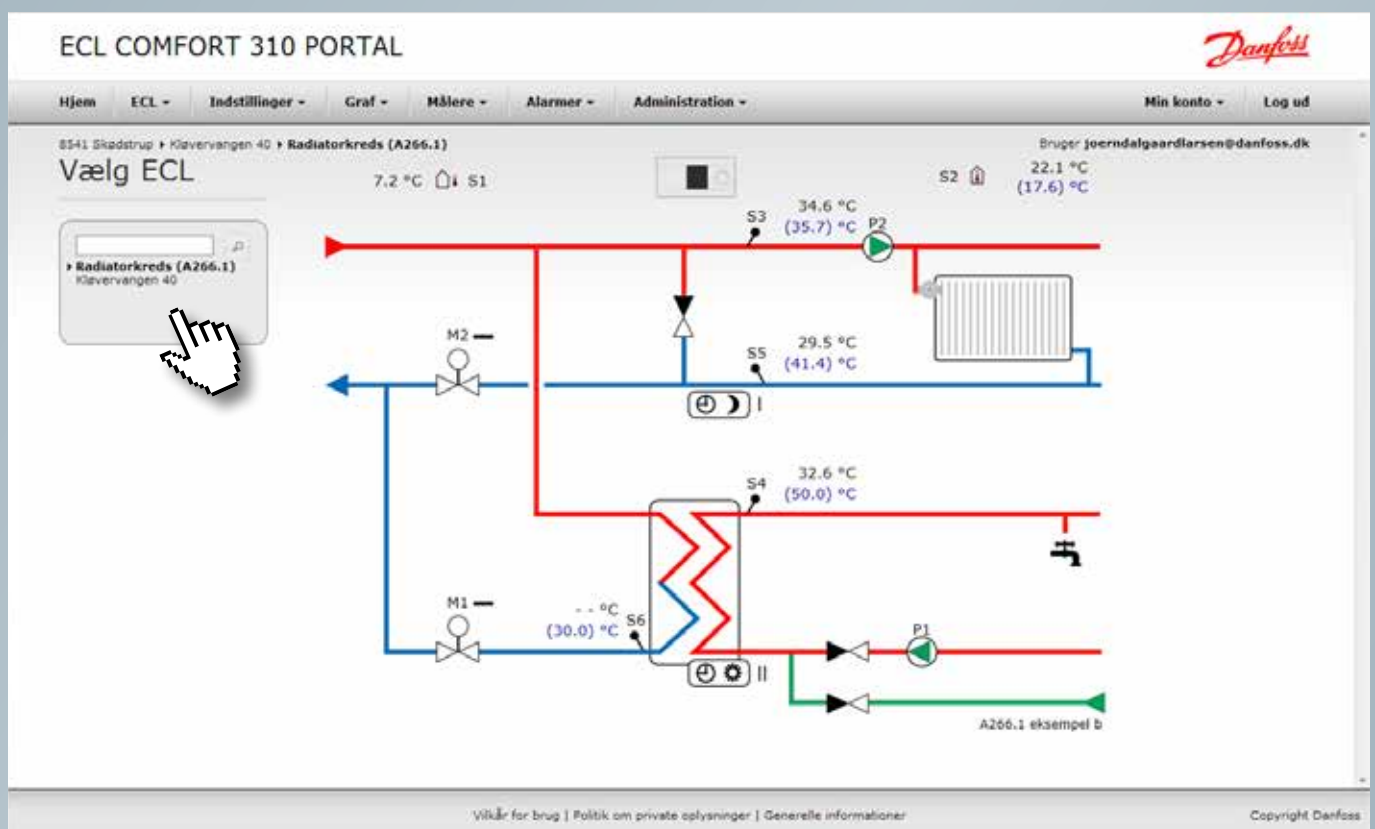 ECL COMFORT 310 PORTAL
Danfoss
Hjem ECL Indstillinger Graf Målere Alarmer Administration Min konto Log ud
8541 Skødstrup Kløvervangen 40 Radiatorkreds (A266.1) Bruger joerndalgaardlarsen@danfoss.dk
Vælg ECL
7.2 °C S1
S2 22.1 °C
(17.6) °C
S3 34.6 °C
(35.7) °C P2
Radiatorkreds (A266.1)
Kløvervangen 40
M2
S5 29.5 °C
(41.4) °C
I
S4 32.6 °C
(50.0) °C
M1
- - °C
(30.0) °C S6
P1
II
A266.1 eksempel b
Vilkår for brug | Politik om private oplysninger | Generelle informationer
Copyright Danfoss